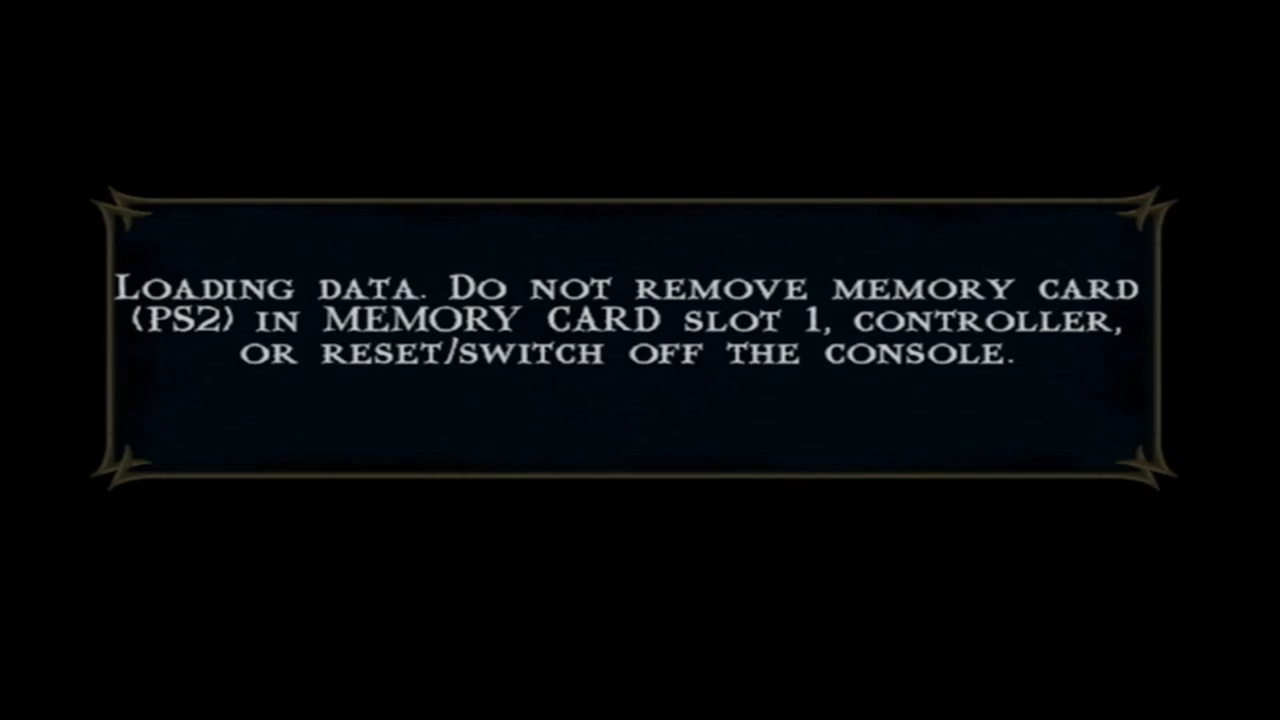 Loading data. Do not remove memory card
(PS2) in MEMORY CARD slot 1, controller,
or reset/switch off the console.